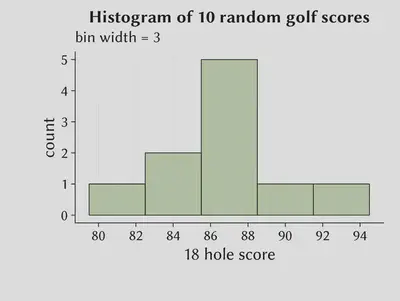 Histogram of 10 random golf scores
bin width = 3
5
4
3
2
1
0
count
80 82 84 86 88 90 92 94
18 hole score